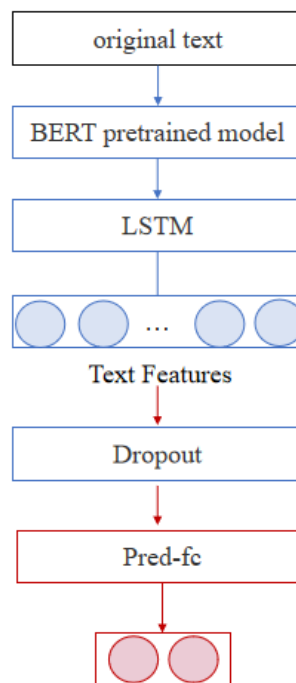 original text
BERT pretrained model
LSTM
...
Text Features
Dropout
Pred-fc